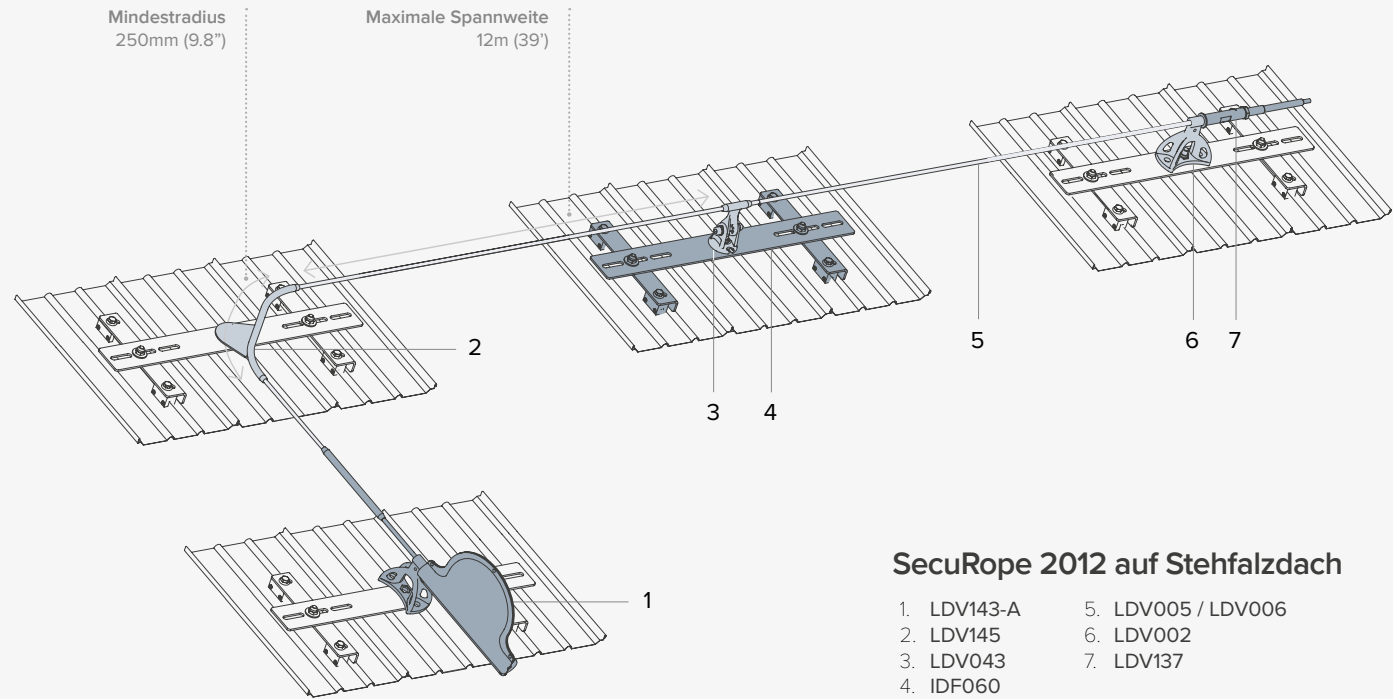 Mindestradius
250mm (9.8”)
Maximale Spannweite
12m (39’)
1
2
3
4
5
6
7
SecuRope 2012 auf Stehfalzdach
1. LDV143-A
2. LDV145
3. LDV043
4. IDF060
5. LDV005 / LDV006
6. LDV002
7. LDV137